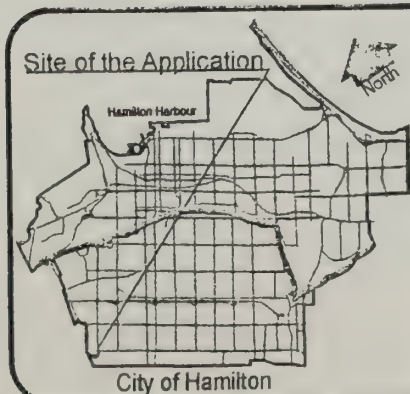 Site of the Application
North
Hamilton Harbour
City of Hamilton